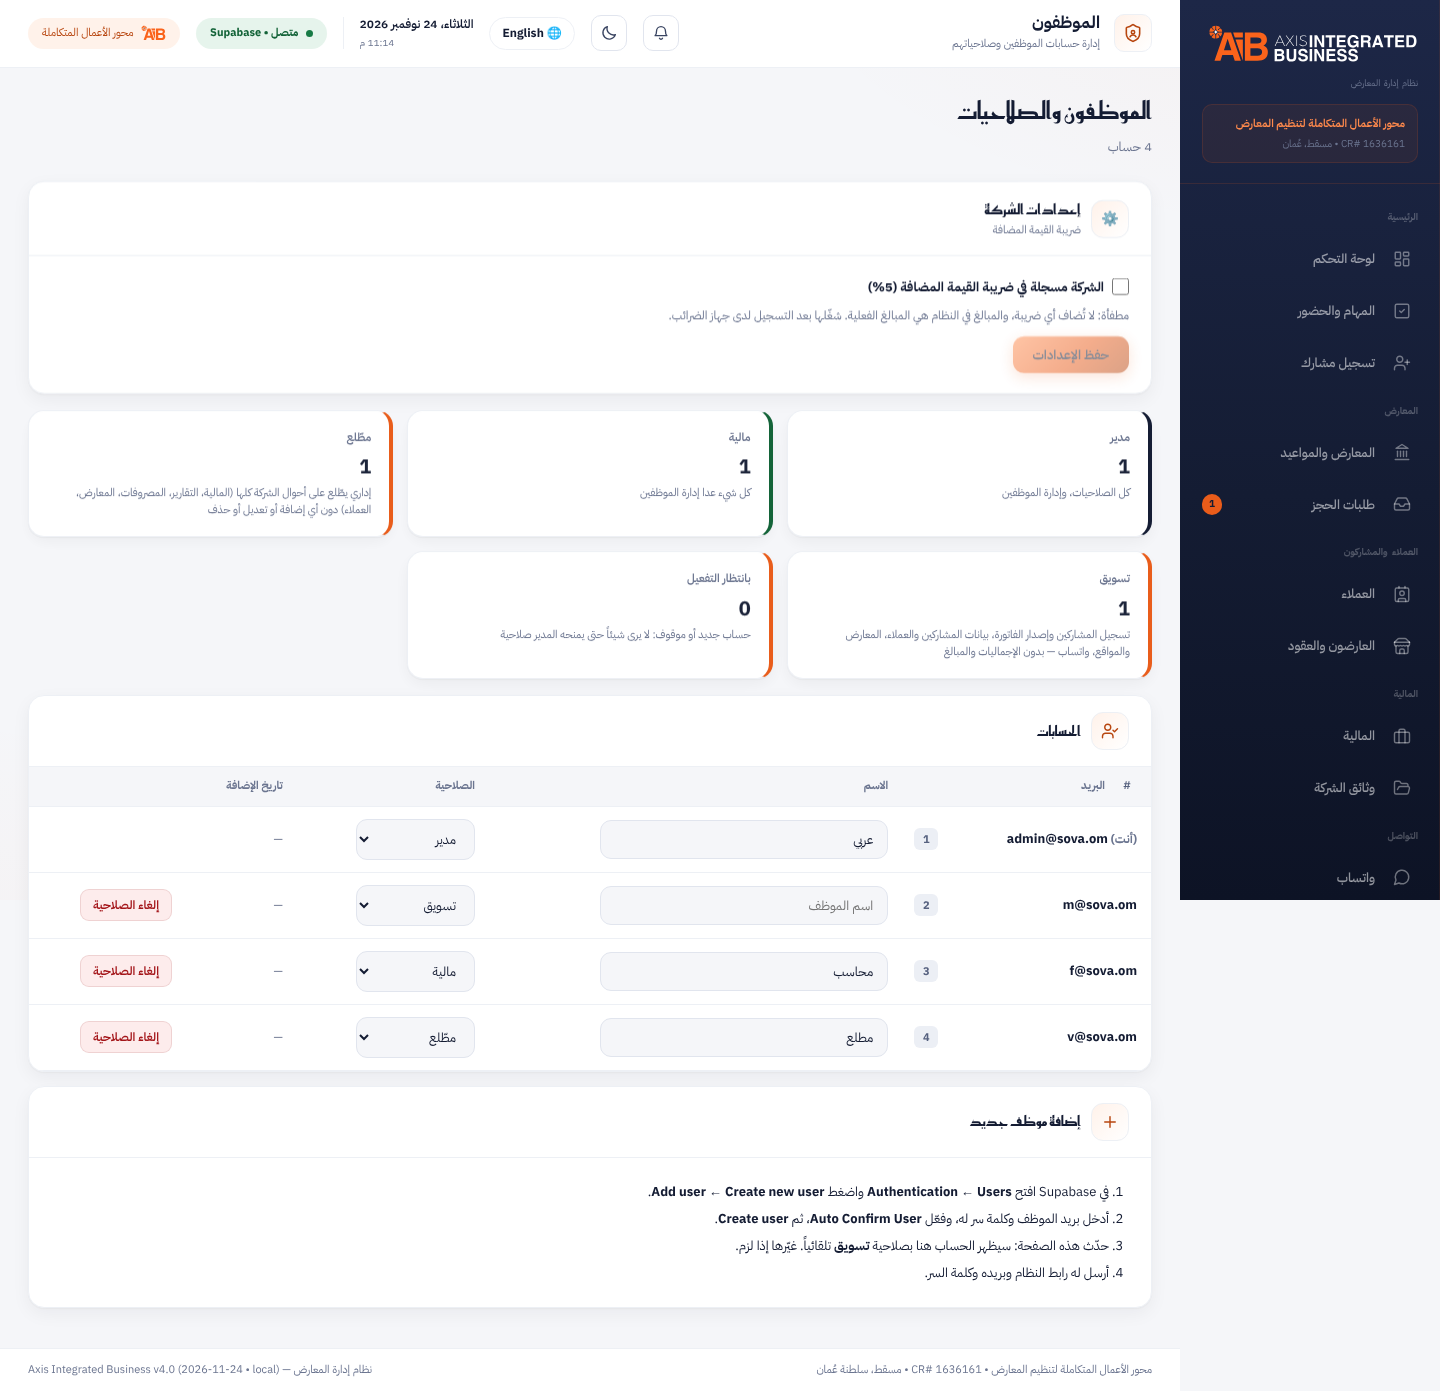 AiB AXIS INTEGRATED BUSINESS
نظام إدارة المعارض
محور الأعمال المتكاملة لتنظيم المعارض
CR# 1636161 • مسقط، عُمان
الرئيسية
لوحة التحكم
المهام والحضور
تسجيل مشارك
المعارض
المعارض والمواعيد
طلبات الحجز
1
العملاء والمشاركون
العملاء
العارضون والعقود
المالية
المالية
وثائق الشركة
التواصل
واتساب
الموظفون
إدارة حسابات الموظفين وصلاحياتهم
🌐 English
الثلاثاء، 24 نوفمبر 2026
11:14 م
متصل • Supabase
AiB محور الأعمال المتكاملة
الموظفون والصلاحيات
4 حساب
إعدادات الشركة
ضريبة القيمة المضافة
الشركة مسجلة في ضريبة القيمة المضافة (5%)
مطفأة: لا تُضاف أي ضريبة، والمبالغ في النظام هي المبالغ الفعلية. شغّلها بعد التسجيل لدى جهاز الضرائب.
حفظ الإعدادات
مدير
1
كل الصلاحيات، وإدارة الموظفين
مالية
1
كل شيء عدا إدارة الموظفين
مطّلع
1
إداري يطّلع على أحوال الشركة كلها (المالية، التقارير، المصروفات، المعارض،
العملاء) دون أي إضافة أو تعديل أو حذف
تسويق
1
تسجيل المشاركين وإصدار الفاتورة، بيانات المشاركين والعملاء، المعارض
والمواقع، واتساب — بدون الإجماليات والمبالغ
بانتظار التفعيل
0
حساب جديد أو موقوف: لا يرى شيئاً حتى يمنحه المدير صلاحية
الحسابات
# البريد الاسم الصلاحية تاريخ الإضافة
admin@sova.om (أنت) 1 عربي مدير —
m@sova.om 2 اسم الموظف تسويق — إلغاء الصلاحية
f@sova.om 3 محاسب مالية — إلغاء الصلاحية
v@sova.om 4 مطلع مطّلع — إلغاء الصلاحية
إضافة موظف جديد
1. في Supabase افتح Authentication ← Users واضغط Add user ← Create new user.
2. أدخل بريد الموظف وكلمة سر له، وفعّل Auto Confirm User، ثم Create user.
3. حدّث هذه الصفحة: سيظهر الحساب هنا بصلاحية تسويق تلقائياً. غيّرها إذا لزم.
4. أرسل له رابط النظام وبريده وكلمة السر.
محور الأعمال المتكاملة لتنظيم المعارض • CR# 1636161 • مسقط، سلطنة عُمان
نظام إدارة المعارض — Axis Integrated Business v4.0 (2026-11-24 • local)